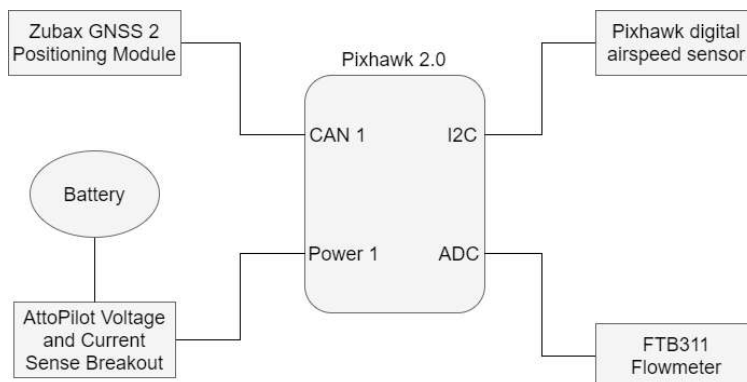 Zubax GNSS 2
Positioning Module
Pixhawk 2.0
Pixhawk digital
airspeed sensor
CAN 1
I2C
Battery
Power 1
ADC
AttoPilot Voltage
and Current
Sense Breakout
FTB311
Flowmeter